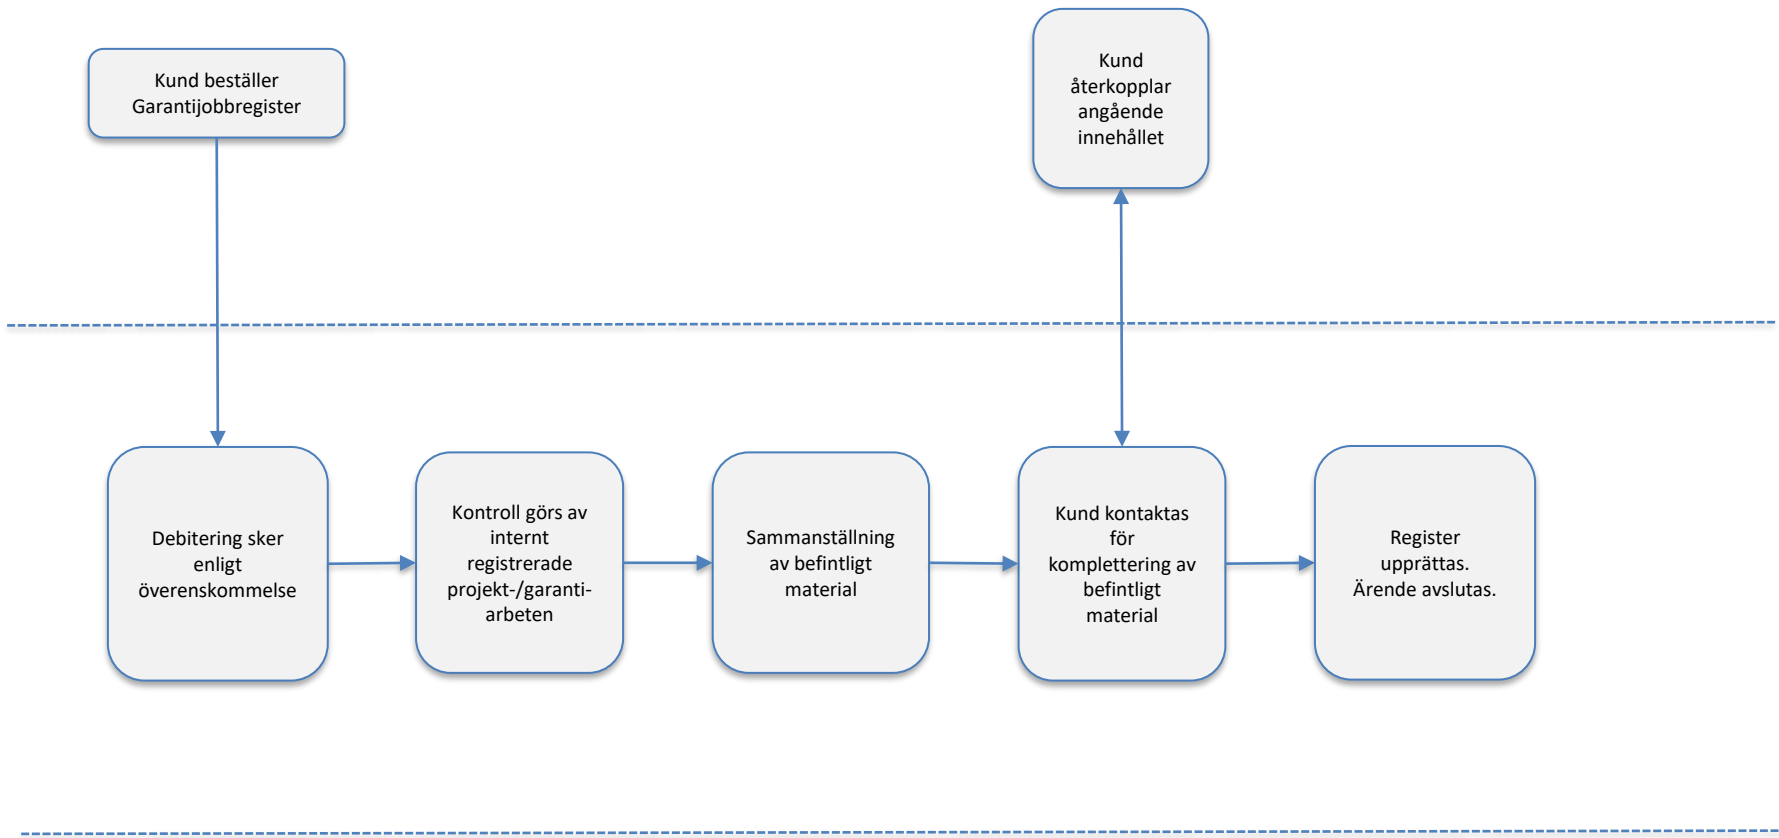 Kund beställer
Garantijobbregister
Kund
återkopplar
angående
innehållet
Debitering sker
enligt
överenskommelse
Kontroll görs av
internt
registrerade
projekt-/garanti-
arbeten
Sammanställning
av befintligt
material
Kund kontaktas
för
komplettering av
befintligt
material
Register
upprättas.
Ärende avslutas.